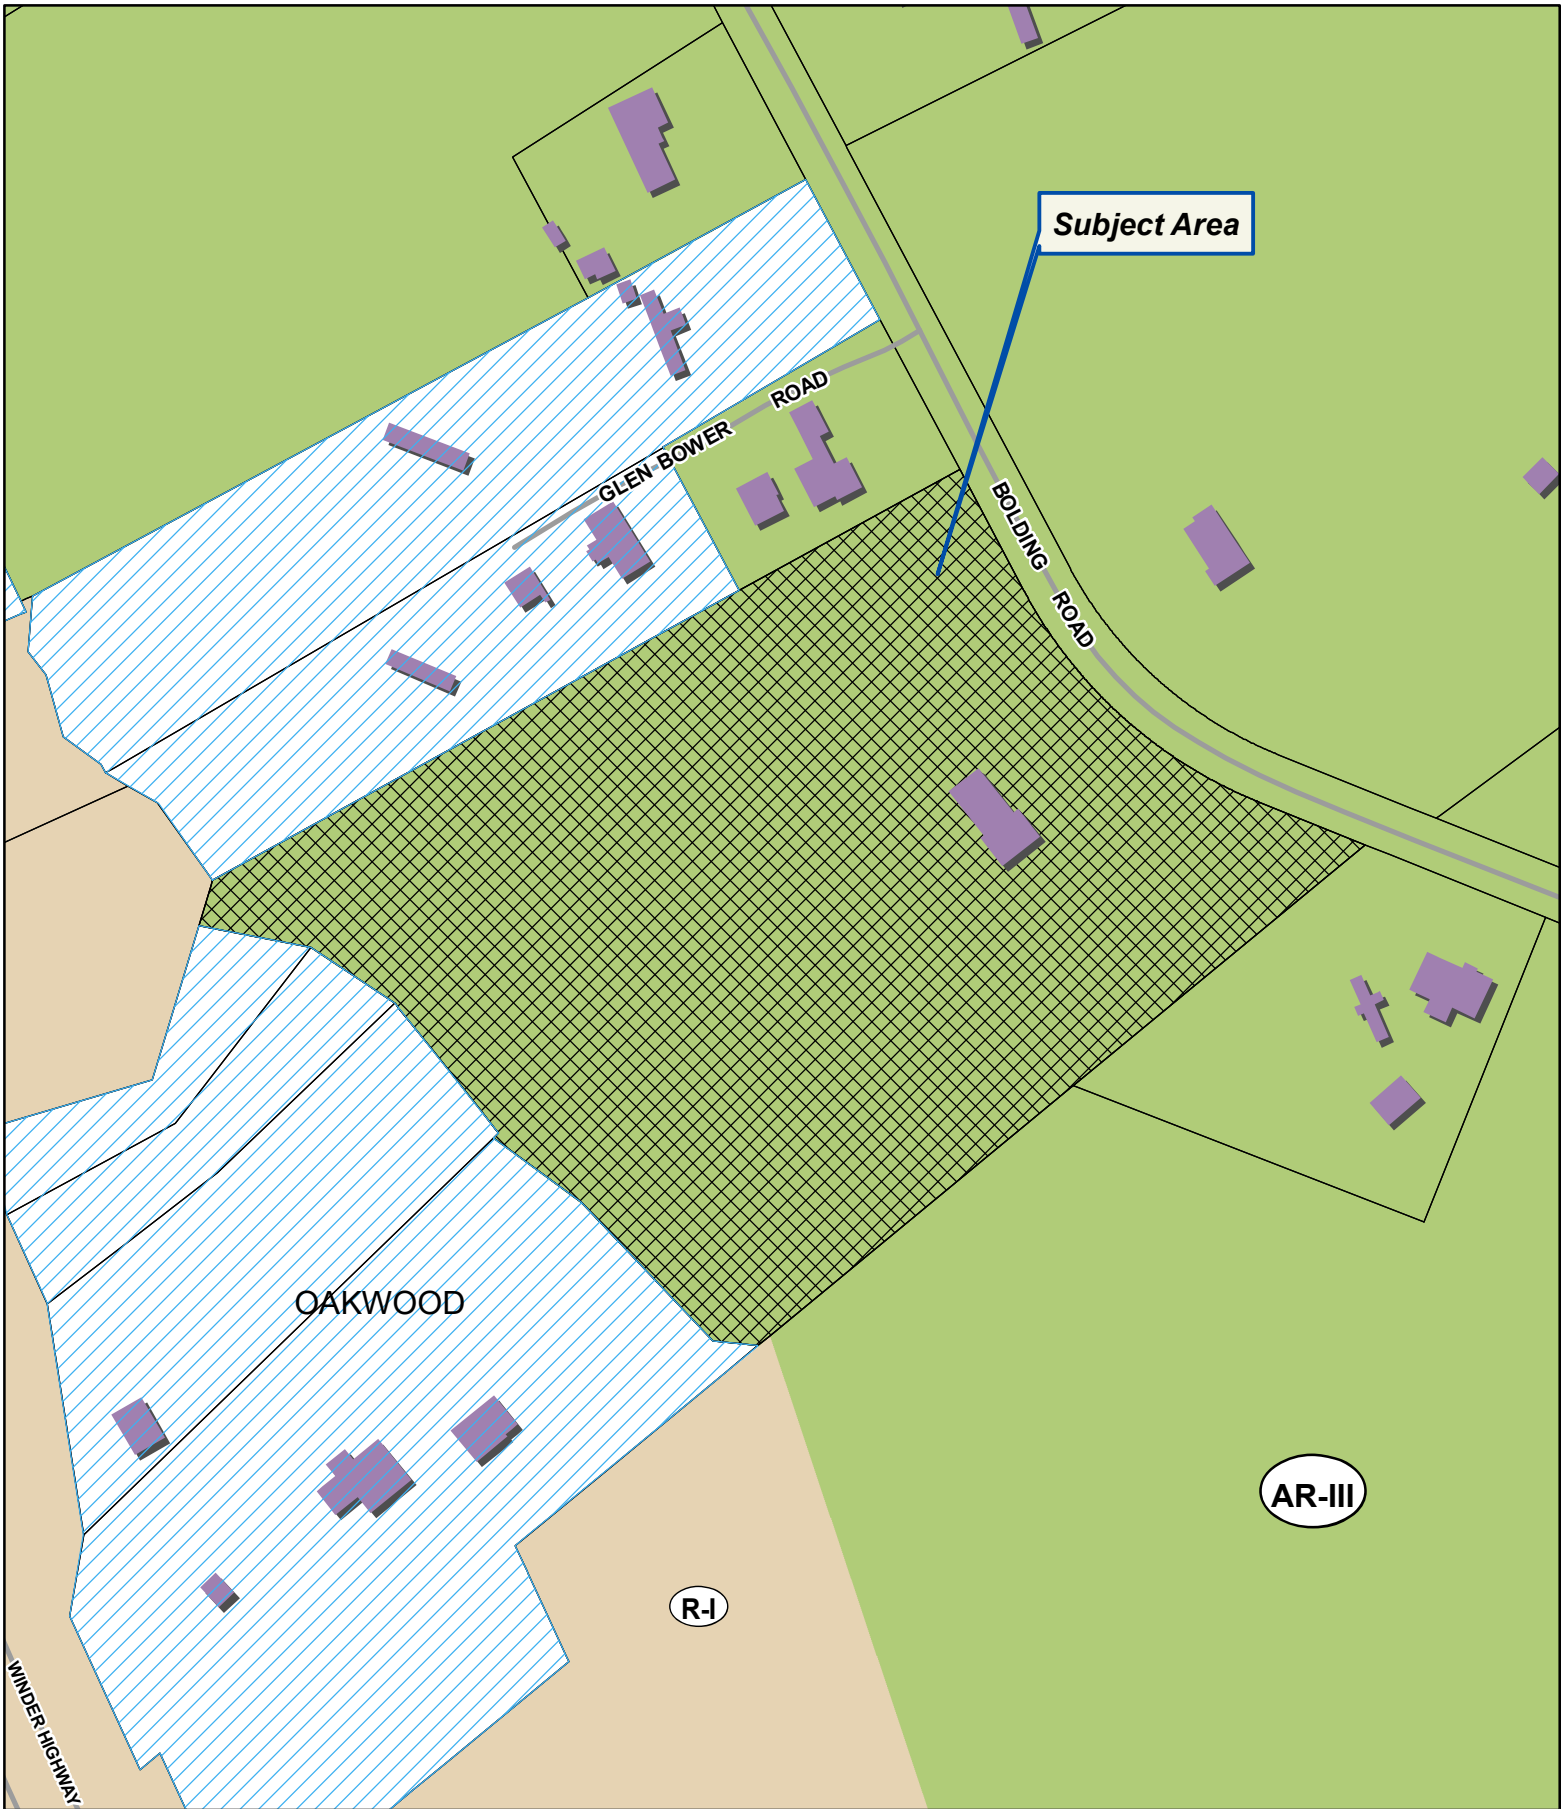 Subject Area
GLEN BOWER ROAD
BOLDING ROAD
OAKWOOD
AR-III
R-I
WINDER HIGHWAY